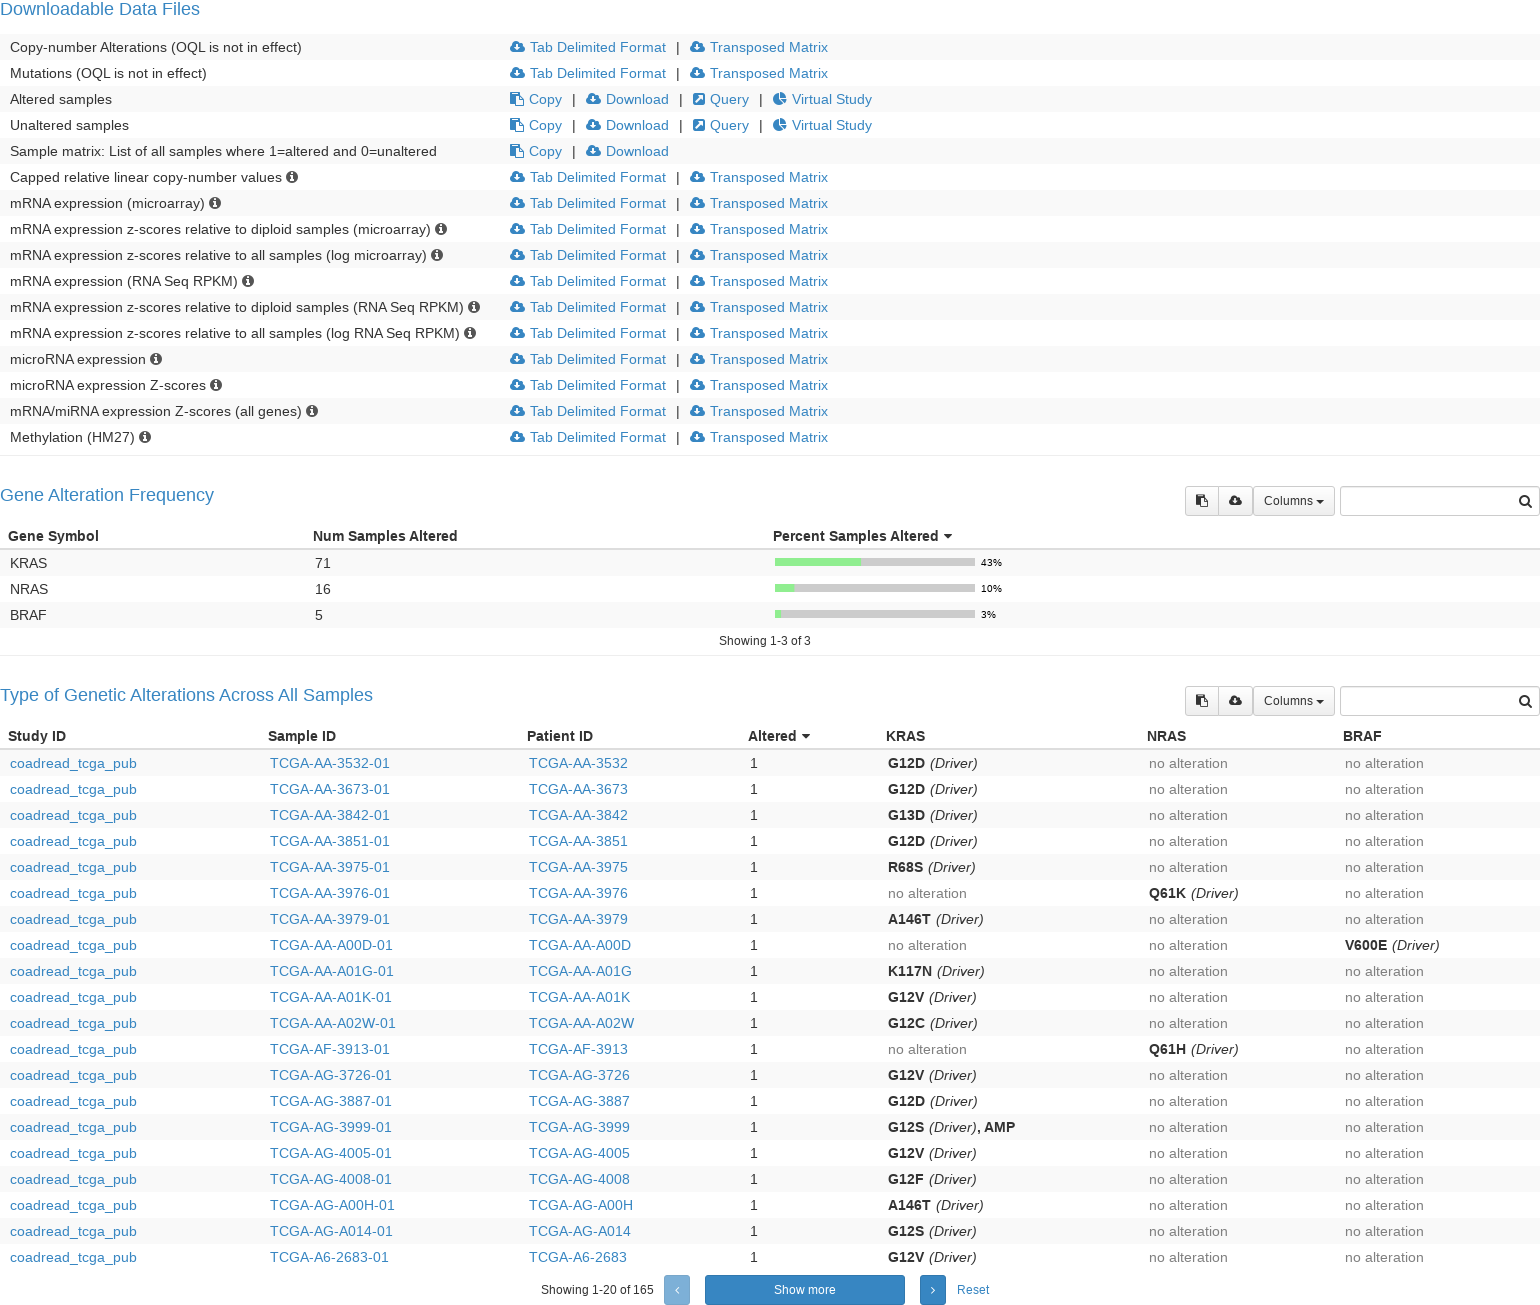 Downloadable Data Files
Copy-number Alterations (OQL is not in effect) Tab Delimited Format | Transposed Matrix
Mutations (OQL is not in effect) Tab Delimited Format | Transposed Matrix
Altered samples Copy | Download | Query | Virtual Study
Unaltered samples Copy | Download | Query | Virtual Study
Sample matrix: List of all samples where 1=altered and 0=unaltered Copy | Download
Capped relative linear copy-number values Tab Delimited Format | Transposed Matrix
mRNA expression (microarray) Tab Delimited Format | Transposed Matrix
mRNA expression z-scores relative to diploid samples (microarray) Tab Delimited Format | Transposed Matrix
mRNA expression z-scores relative to all samples (log microarray) Tab Delimited Format | Transposed Matrix
mRNA expression (RNA Seq RPKM) Tab Delimited Format | Transposed Matrix
mRNA expression z-scores relative to diploid samples (RNA Seq RPKM) Tab Delimited Format | Transposed Matrix
mRNA expression z-scores relative to all samples (log RNA Seq RPKM) Tab Delimited Format | Transposed Matrix
microRNA expression Tab Delimited Format | Transposed Matrix
microRNA expression Z-scores Tab Delimited Format | Transposed Matrix
mRNA/miRNA expression Z-scores (all genes) Tab Delimited Format | Transposed Matrix
Methylation (HM27) Tab Delimited Format | Transposed Matrix
Gene Alteration Frequency Columns
Gene Symbol Num Samples Altered Percent Samples Altered
KRAS 71 43%
NRAS 16 10%
BRAF 5 3%
Showing 1-3 of 3
Type of Genetic Alterations Across All Samples Columns
Study ID Sample ID Patient ID Altered KRAS NRAS BRAF
coadread_tcga_pub TCGA-AA-3532-01 TCGA-AA-3532 1 G12D (Driver) no alteration no alteration
coadread_tcga_pub TCGA-AA-3673-01 TCGA-AA-3673 1 G12D (Driver) no alteration no alteration
coadread_tcga_pub TCGA-AA-3842-01 TCGA-AA-3842 1 G13D (Driver) no alteration no alteration
coadread_tcga_pub TCGA-AA-3851-01 TCGA-AA-3851 1 G12D (Driver) no alteration no alteration
coadread_tcga_pub TCGA-AA-3975-01 TCGA-AA-3975 1 R68S (Driver) no alteration no alteration
coadread_tcga_pub TCGA-AA-3976-01 TCGA-AA-3976 1 no alteration Q61K (Driver) no alteration
coadread_tcga_pub TCGA-AA-3979-01 TCGA-AA-3979 1 A146T (Driver) no alteration no alteration
coadread_tcga_pub TCGA-AA-A00D-01 TCGA-AA-A00D 1 no alteration no alteration V600E (Driver)
coadread_tcga_pub TCGA-AA-A01G-01 TCGA-AA-A01G 1 K117N (Driver) no alteration no alteration
coadread_tcga_pub TCGA-AA-A01K-01 TCGA-AA-A01K 1 G12V (Driver) no alteration no alteration
coadread_tcga_pub TCGA-AA-A02W-01 TCGA-AA-A02W 1 G12C (Driver) no alteration no alteration
coadread_tcga_pub TCGA-AF-3913-01 TCGA-AF-3913 1 no alteration Q61H (Driver) no alteration
coadread_tcga_pub TCGA-AG-3726-01 TCGA-AG-3726 1 G12V (Driver) no alteration no alteration
coadread_tcga_pub TCGA-AG-3887-01 TCGA-AG-3887 1 G12D (Driver) no alteration no alteration
coadread_tcga_pub TCGA-AG-3999-01 TCGA-AG-3999 1 G12S (Driver), AMP no alteration no alteration
coadread_tcga_pub TCGA-AG-4005-01 TCGA-AG-4005 1 G12V (Driver) no alteration no alteration
coadread_tcga_pub TCGA-AG-4008-01 TCGA-AG-4008 1 G12F (Driver) no alteration no alteration
coadread_tcga_pub TCGA-AG-A00H-01 TCGA-AG-A00H 1 A146T (Driver) no alteration no alteration
coadread_tcga_pub TCGA-AG-A014-01 TCGA-AG-A014 1 G12S (Driver) no alteration no alteration
coadread_tcga_pub TCGA-A6-2683-01 TCGA-A6-2683 1 G12V (Driver) no alteration no alteration
Showing 1-20 of 165 Show more Reset